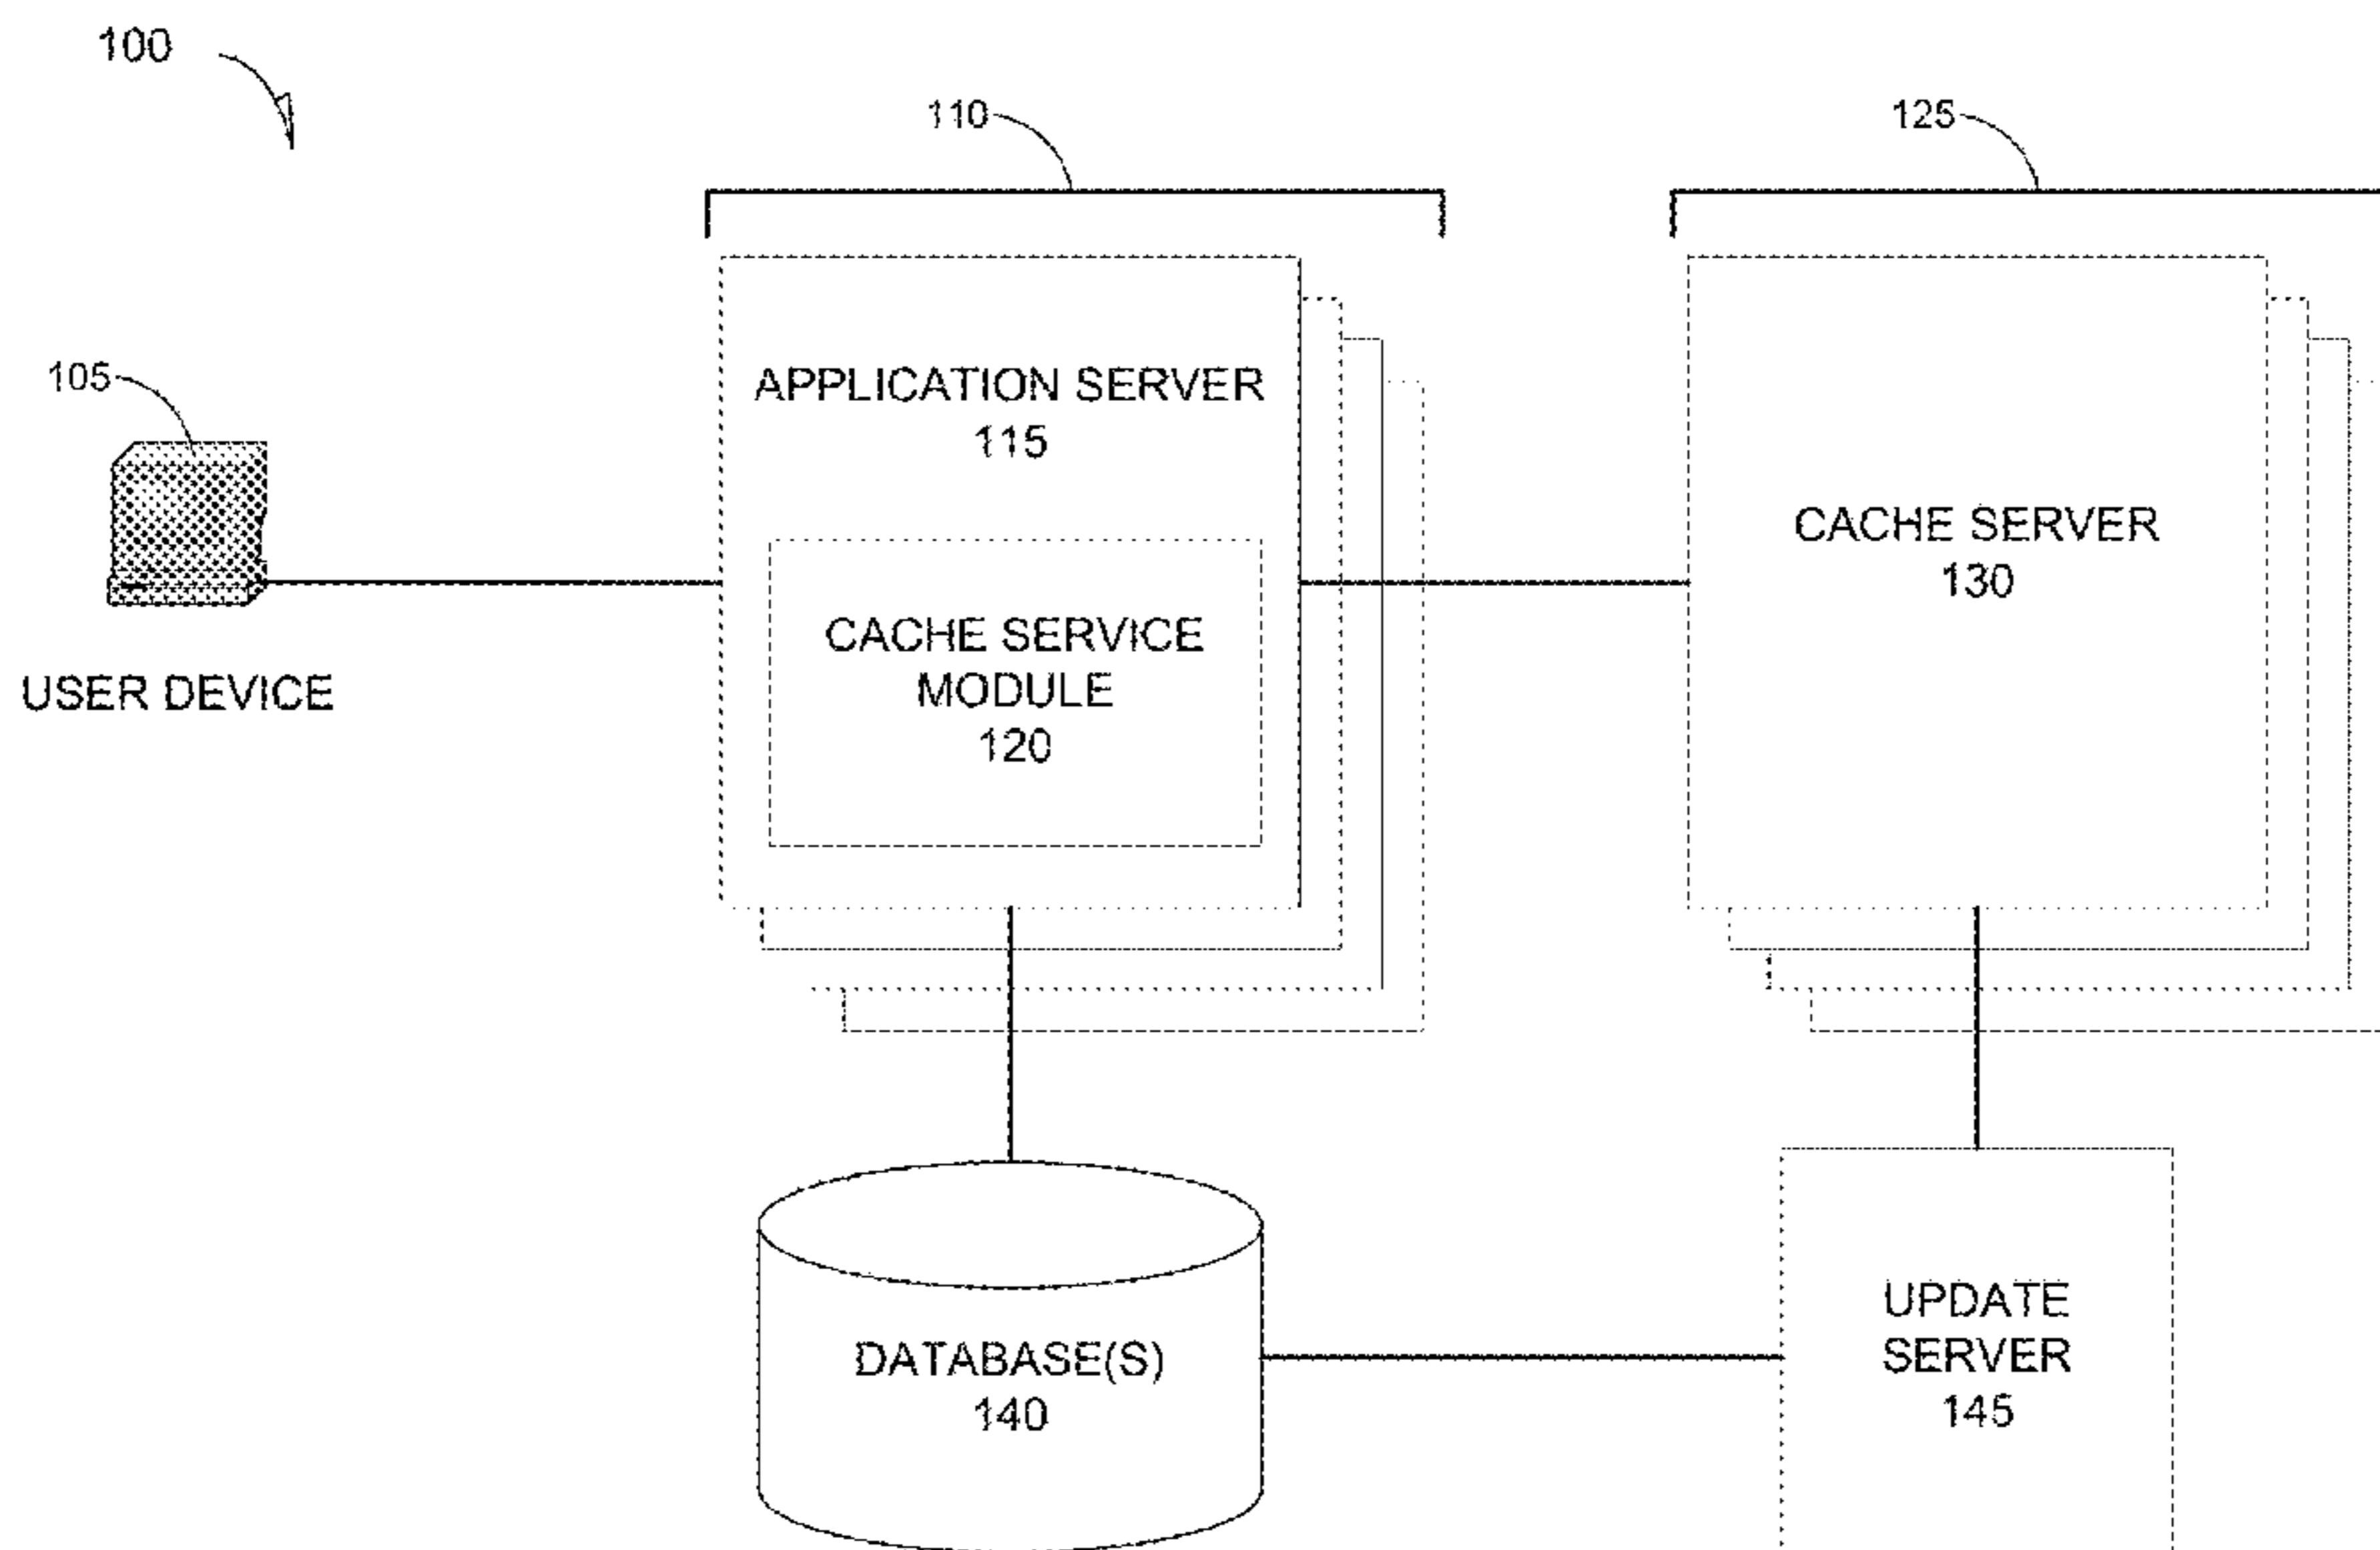 100
110
125
105
APPLICATION SERVER
115
CACHE SERVER
130
CACHE SERVICE
MODULE
120
USER DEVICE
DATABASE(S)
140
UPDATE
SERVER
145